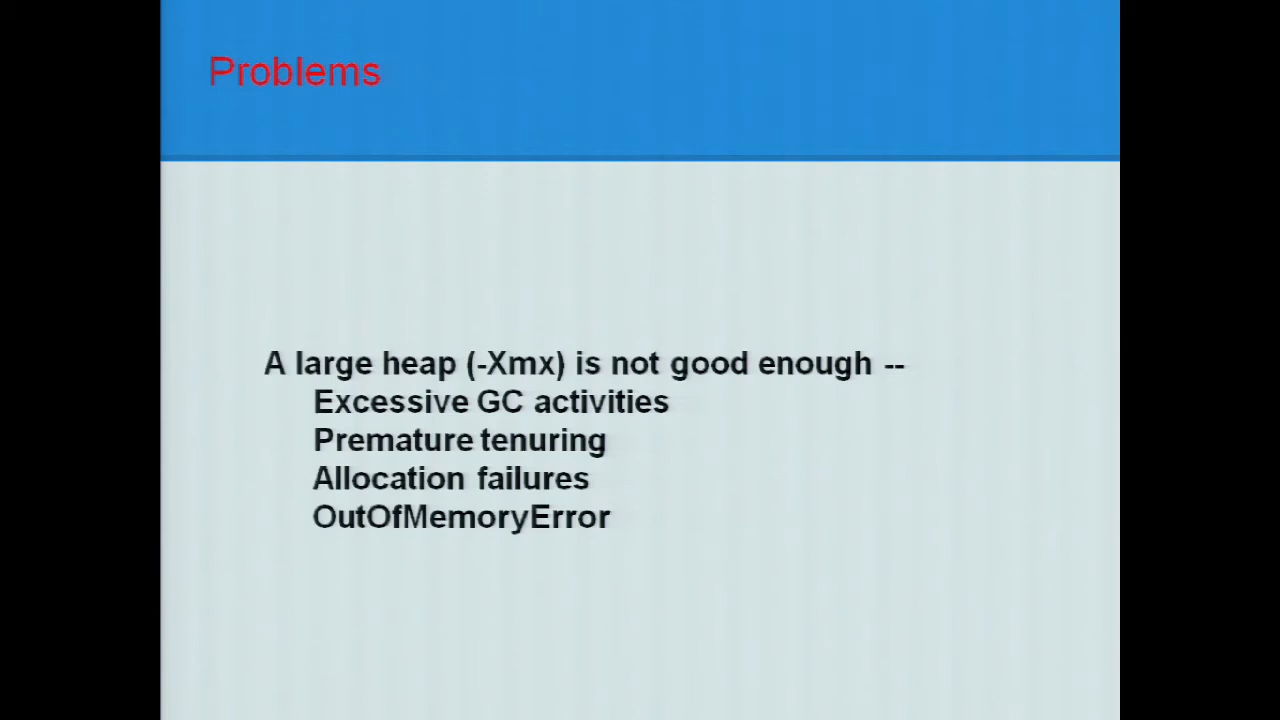 Problems
A large heap (-Xmx) is not good enough --
Excessive GC activities
Premature tenuring
Allocation failures
OutOfMemoryError